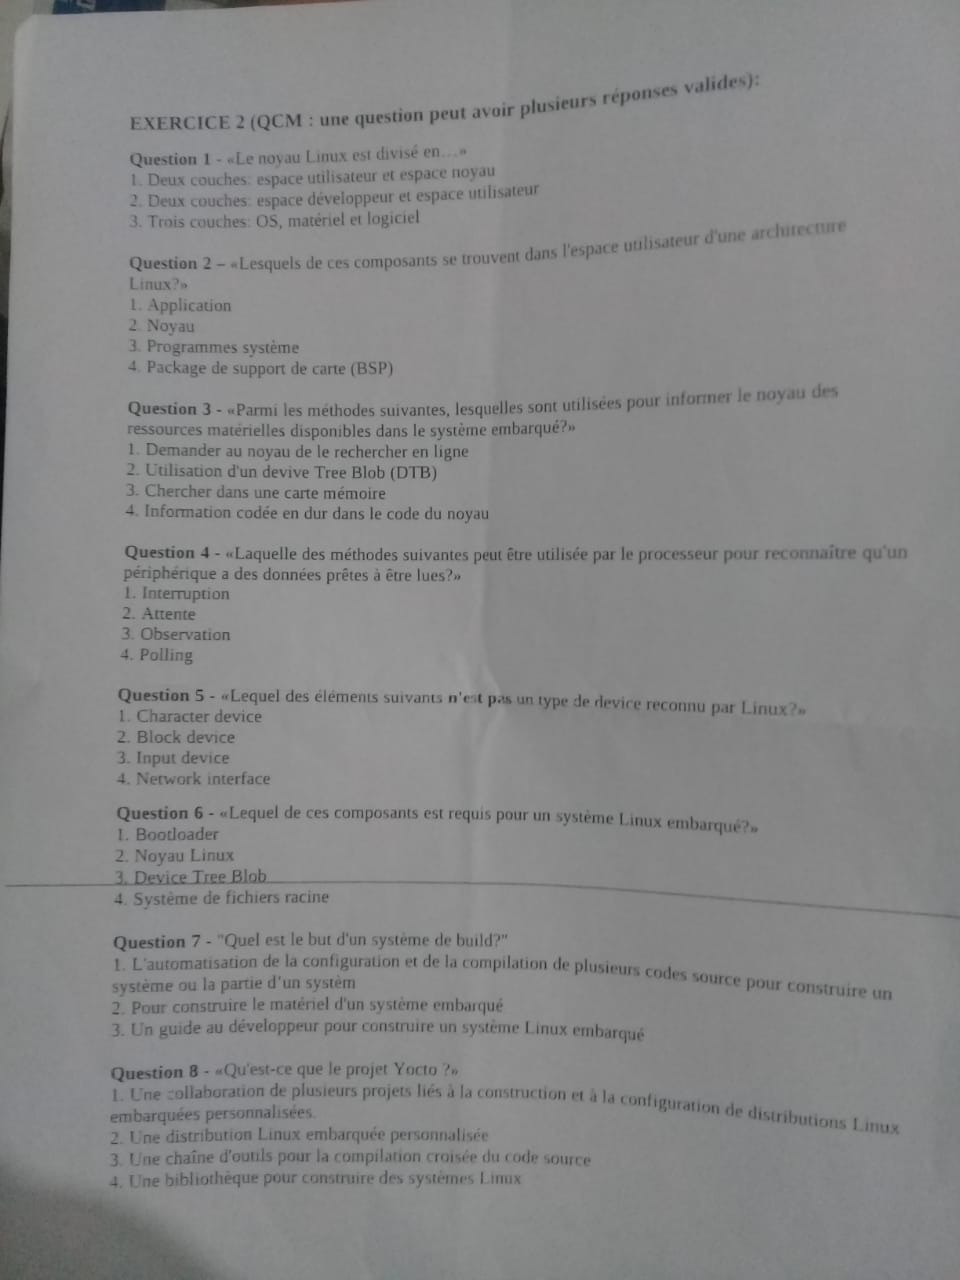 EXERCICE 2 (QCM : une question peut avoir plusieurs réponses valides):
Question 1 - «Le noyau Linux est divisé en…»
1. Deux couches: espace utilisateur et espace noyau
2. Deux couches: espace développeur et espace utilisateur
3. Trois couches: OS, matériel et logiciel
Question 2 – «Lesquels de ces composants se trouvent dans l'espace utilisateur d'une architecture
Linux?»
1. Application
2. Noyau
3. Programmes système
4. Package de support de carte (BSP)
Question 3 - «Parmi les méthodes suivantes, lesquelles sont utilisées pour informer le noyau des
ressources matérielles disponibles dans le système embarqué?»
1. Demander au noyau de le rechercher en ligne
2. Utilisation d'un devive Tree Blob (DTB)
3. Chercher dans une carte mémoire
4. Information codée en dur dans le code du noyau
Question 4 - «Laquelle des méthodes suivantes peut être utilisée par le processeur pour reconnaître qu'un
périphérique a des données prêtes à être lues?»
1. Interruption
2. Attente
3. Observation
4. Polling
Question 5 - «Lequel des éléments suivants n'est pas un type de device reconnu par Linux?»
1. Character device
2. Block device
3. Input device
4. Network interface
Question 6 - «Lequel de ces composants est requis pour un système Linux embarqué?»
1. Bootloader
2. Noyau Linux
3. Device Tree Blob
4. Système de fichiers racine
Question 7 - "Quel est le but d'un système de build?"
1. L'automatisation de la configuration et de la compilation de plusieurs codes source pour construire un
système ou la partie d'un systèm
2. Pour construire le matériel d'un système embarqué
3. Un guide au développeur pour construire un système Linux embarqué
Question 8 - «Qu'est-ce que le projet Yocto ?»
1. Une collaboration de plusieurs projets liés à la construction et à la configuration de distributions Linux
embarquées personnalisées.
2. Une distribution Linux embarquée personnalisée
3. Une chaîne d'outils pour la compilation croisée du code source
4. Une bibliothèque pour construire des systèmes Linux